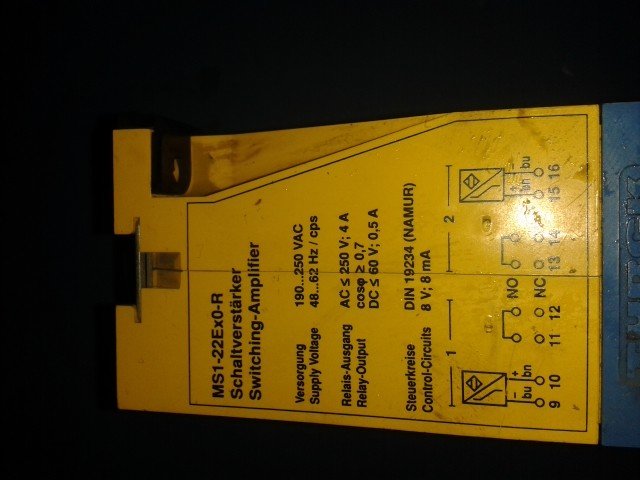 MS1-22Ex0-R
Schaltverstärker
Switching-Amplifier
Versorgung 190...250 VAC
Supply Voltage 48...62 Hz / cps
Relais-Ausgang AC ≤ 250 V; 4 A
Relay-Output cosφ ≥ 0,7
DC ≤ 60 V; 0,5 A
Steuerkreise DIN 19234 (NAMUR)
Control-Circuits 8 V; 8 mA
1 2
− + NO − +
bu bn NC bn bu
9 10 11 12 13 14 15 16
TURCK